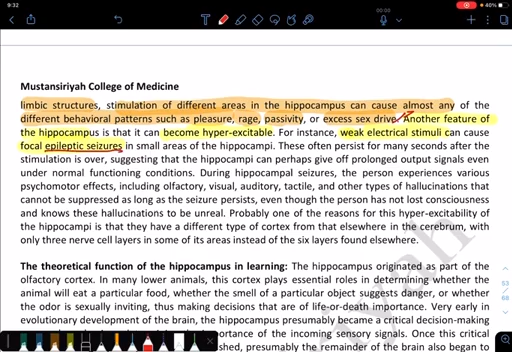 9:32
00:00
40%
Mustansiriyah College of Medicine
limbic structures, stimulation of different areas in the hippocampus can cause almost any of the
different behavioral patterns such as pleasure, rage, passivity, or excess sex drive. Another feature of
the hippocampus is that it can become hyper-excitable. For instance, weak electrical stimuli can cause
focal epileptic seizures in small areas of the hippocampi. These often persist for many seconds after the
stimulation is over, suggesting that the hippocampi can perhaps give off prolonged output signals even
under normal functioning conditions. During hippocampal seizures, the person experiences various
psychomotor effects, including olfactory, visual, auditory, tactile, and other types of hallucinations that
cannot be suppressed as long as the seizure persists, even though the person has not lost consciousness
and knows these hallucinations to be unreal. Probably one of the reasons for this hyper-excitability of
the hippocampi is that they have a different type of cortex from that elsewhere in the cerebrum, with
only three nerve cell layers in some of its areas instead of the six layers found elsewhere.
The theoretical function of the hippocampus in learning: The hippocampus originated as part of the
olfactory cortex. In many lower animals, this cortex plays essential roles in determining whether the
animal will eat a particular food, whether the smell of a particular object suggests danger, or whether
the odor is sexually inviting, thus making decisions that are of life-or-death importance. Very early in
evolutionary development of the brain, the hippocampus presumably became a critical decision-making
importance of the incoming sensory signals. Once this critical
presumably the remainder of the brain also began to
53
68